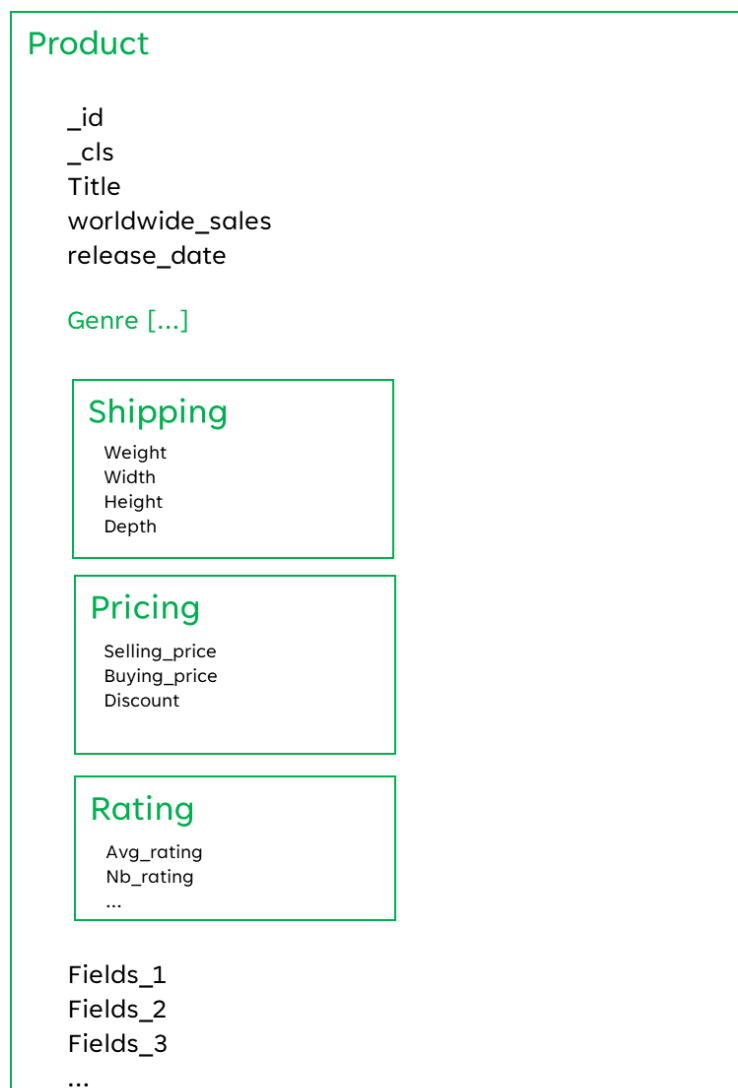 Product
_id
_cls
Title
worldwide_sales
release_date
Genre [...]
Shipping
Weight
Width
Height
Depth
Pricing
Selling_price
Buying_price
Discount
Rating
Avg_rating
Nb_rating
...
Fields_1
Fields_2
Fields_3
...